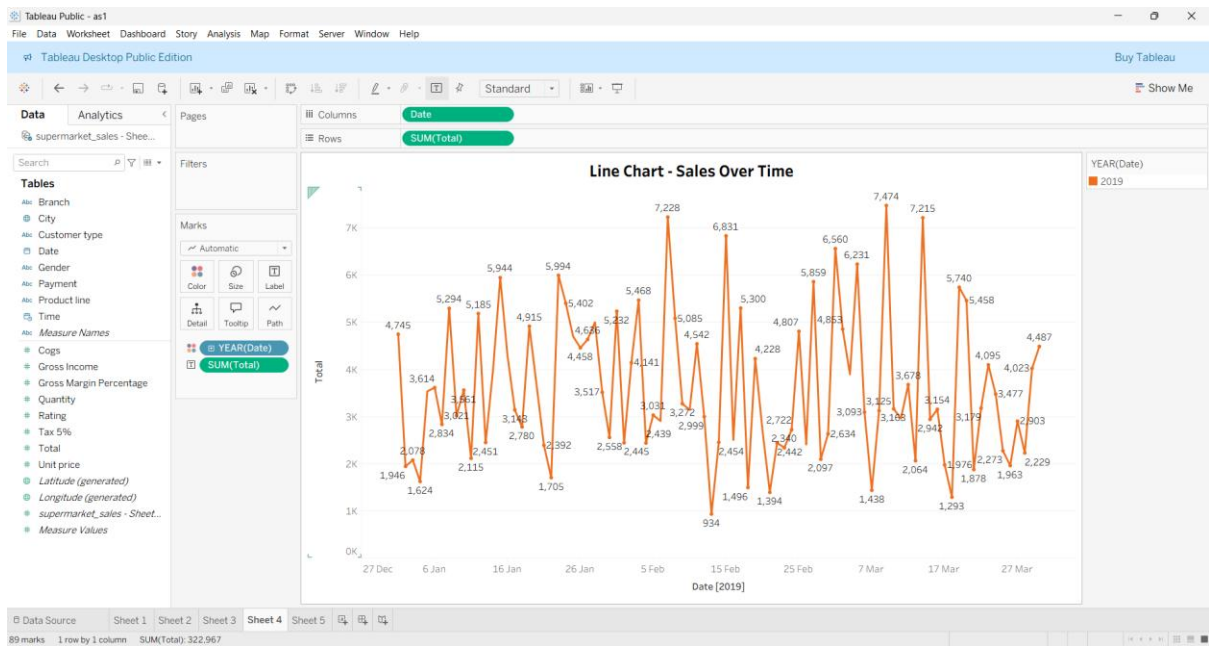 Tableau Public - as1
File Data Worksheet Dashboard Story Analysis Map Format Server Window Help
Tableau Desktop Public Edition
Buy Tableau
Standard
Show Me
Data Analytics
supermarket_sales - Shee...
Search
Tables
Abc Branch
City
Abc Customer type
Date
Abc Gender
Abc Payment
Abc Product line
Time
Abc Measure Names
# Cogs
# Gross Income
# Gross Margin Percentage
# Quantity
# Rating
# Tax 5%
# Total
# Unit price
Latitude (generated)
Longitude (generated)
# supermarket_sales - Sheet...
# Measure Values
Pages
Filters
Marks
Automatic
Color Size Label
Detail Tooltip Path
YEAR(Date)
SUM(Total)
Columns Date
Rows SUM(Total)
Line Chart - Sales Over Time
Total
7K
6K
5K
4K
3K
2K
1K
0K
4,745
1,946
2,078
1,624
3,614
2,834
5,294
3,021
3,561
2,115
5,185
2,451
5,944
3,143
2,780
4,915
2,392
1,705
5,994
5,402
4,458
4,636
3,517
2,558
5,232
2,445
4,141
5,468
2,439
3,031
7,228
5,085
3,272
2,999
4,542
934
2,454
6,831
5,300
1,496
4,228
1,394
2,442
2,340
2,722
4,807
5,859
2,097
2,634
6,560
4,853
6,231
3,093
1,438
3,125
7,474
3,163
3,678
2,064
7,215
2,942
3,154
1,976
1,293
5,740
5,458
1,878
3,179
4,095
3,477
2,273
1,963
2,903
2,229
4,023
4,487
27 Dec 6 Jan 16 Jan 26 Jan 5 Feb 15 Feb 25 Feb 7 Mar 17 Mar 27 Mar
Date [2019]
YEAR(Date)
2019
Data Source Sheet 1 Sheet 2 Sheet 3 Sheet 4 Sheet 5
89 marks 1 row by 1 column SUM(Total): 322,967